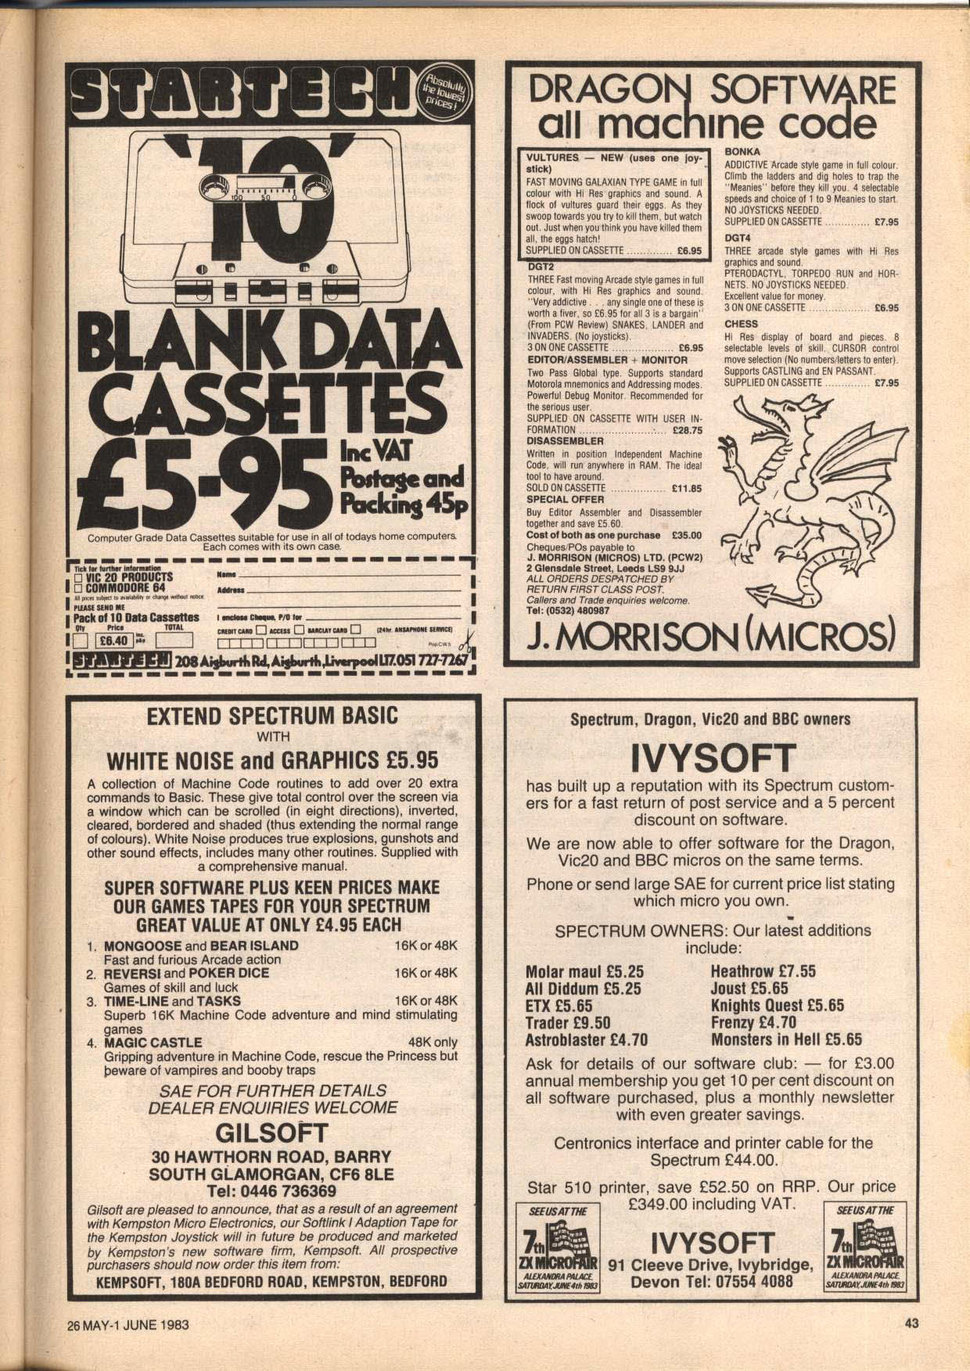 STARTECH
Absolutely
the lowest
prices!
'10'
100 50 0
BLANK DATA
CASSETTES
£5-95
Inc VAT
Postage and
Packing 45p
Computer Grade Data Cassettes suitable for use in all of todays home computers.
Each comes with its own case.
Tick for further information
VIC 20 PRODUCTS
COMMODORE 64
All prices subject to availability or change without notice
PLEASE SEND ME
Pack of 10 Data Cassettes
Qty Price TOTAL
£6.40 inc. p&p
Name
Address
I enclose Cheque, P/O for
CREDIT CARD ACCESS BARCLAY CARD (24hr. ANSAPHONE SERVICE)
STARTECH 208 Aigburth Rd, Aigburth, Liverpool L17. 051 727-7267
DRAGON SOFTWARE
all machine code
VULTURES — NEW (uses one joy-
stick)
FAST MOVING GALAXIAN TYPE GAME in full
colour with Hi Res graphics and sound. A
flock of vultures guard their eggs. As they
swoop towards you try to kill them, but watch
out. Just when you think you have killed them
all, the eggs hatch!
SUPPLIED ON CASSETTE .............. £6.95
DGT2
THREE Fast moving Arcade style games in full
colour, with Hi Res graphics and sound.
"Very addictive . . . any single one of these is
worth a fiver, so £6.95 for all 3 is a bargain"
(From PCW Review) SNAKES, LANDER and
INVADERS. (No joysticks).
3 ON ONE CASSETTE .................... £6.95
EDITOR/ASSEMBLER + MONITOR
Two Pass Global type. Supports standard
Motorola mnemonics and Addressing modes.
Powerful Debug Monitor. Recommended for
the serious user.
SUPPLIED ON CASSETTE WITH USER IN-
FORMATION ........................... £28.75
DISASSEMBLER
Written in position Independent Machine
Code, will run anywhere in RAM. The ideal
tool to have around.
SOLD ON CASSETTE .................. £11.85
SPECIAL OFFER
Buy Editor Assembler and Disassembler
together and save £5.60.
Cost of both as one purchase £35.00
Cheques/POs payable to
J. MORRISON (MICROS) LTD. (PCW2)
2 Glensdale Street, Leeds LS9 9JJ
ALL ORDERS DESPATCHED BY
RETURN FIRST CLASS POST.
Callers and Trade enquiries welcome.
Tel: (0532) 480987
BONKA
ADDICTIVE Arcade style game in full colour.
Climb the ladders and dig holes to trap the
"Meanies" before they kill you. 4 selectable
speeds and choice of 1 to 9 Meanies to start.
NO JOYSTICKS NEEDED.
SUPPLIED ON CASSETTE .............. £7.95
DGT4
THREE arcade style games with Hi Res
graphics and sound.
PTERODACTYL, TORPEDO RUN and HOR-
NETS. NO JOYSTICKS NEEDED.
Excellent value for money.
3 ON ONE CASSETTE .................... £6.95
CHESS
Hi Res display of board and pieces. 8
selectable levels of skill. CURSOR control
move selection (No numbers/letters to enter).
Supports CASTLING and EN PASSANT.
SUPPLIED ON CASSETTE .............. £7.95
J. MORRISON (MICROS)
EXTEND SPECTRUM BASIC
WITH
WHITE NOISE and GRAPHICS £5.95
A collection of Machine Code routines to add over 20 extra
commands to Basic. These give total control over the screen via
a window which can be scrolled (in eight directions), inverted,
cleared, bordered and shaded (thus extending the normal range
of colours). White Noise produces true explosions, gunshots and
other sound effects, includes many other routines. Supplied with
a comprehensive manual.
SUPER SOFTWARE PLUS KEEN PRICES MAKE
OUR GAMES TAPES FOR YOUR SPECTRUM
GREAT VALUE AT ONLY £4.95 EACH
1. MONGOOSE and BEAR ISLAND 16K or 48K
Fast and furious Arcade action
2. REVERSI and POKER DICE 16K or 48K
Games of skill and luck
3. TIME-LINE and TASKS 16K or 48K
Superb 16K Machine Code adventure and mind stimulating
games
4. MAGIC CASTLE 48K only
Gripping adventure in Machine Code, rescue the Princess but
beware of vampires and booby traps
SAE FOR FURTHER DETAILS
DEALER ENQUIRIES WELCOME
GILSOFT
30 HAWTHORN ROAD, BARRY
SOUTH GLAMORGAN, CF6 8LE
Tel: 0446 736369
Gilsoft are pleased to announce, that as a result of an agreement
with Kempston Micro Electronics, our Softlink I Adaption Tape for
the Kempston Joystick will in future be produced and marketed
by Kempston's new software firm, Kempsoft. All prospective
purchasers should now order this item from:
KEMPSOFT, 180A BEDFORD ROAD, KEMPSTON, BEDFORD
Spectrum, Dragon, Vic20 and BBC owners
IVYSOFT
has built up a reputation with its Spectrum custom-
ers for a fast return of post service and a 5 percent
discount on software.
We are now able to offer software for the Dragon,
Vic20 and BBC micros on the same terms.
Phone or send large SAE for current price list stating
which micro you own.
SPECTRUM OWNERS: Our latest additions
include:
Molar maul £5.25 Heathrow £7.55
All Diddum £5.25 Joust £5.65
ETX £5.65 Knights Quest £5.65
Trader £9.50 Frenzy £4.70
Astroblaster £4.70 Monsters in Hell £5.65
Ask for details of our software club: — for £3.00
annual membership you get 10 per cent discount on
all software purchased, plus a monthly newsletter
with even greater savings.
Centronics interface and printer cable for the
Spectrum £44.00.
Star 510 printer, save £52.50 on RRP. Our price
£349.00 including VAT.
SEE US AT THE
7th
ZX MICROFAIR
ALEXANDRA PALACE,
SATURDAY, JUNE 4th 1983
IVYSOFT
91 Cleeve Drive, Ivybridge,
Devon Tel: 07554 4088
SEE US AT THE
7th
ZX MICROFAIR
ALEXANDRA PALACE,
SATURDAY, JUNE 4th 1983
26 MAY-1 JUNE 1983
43